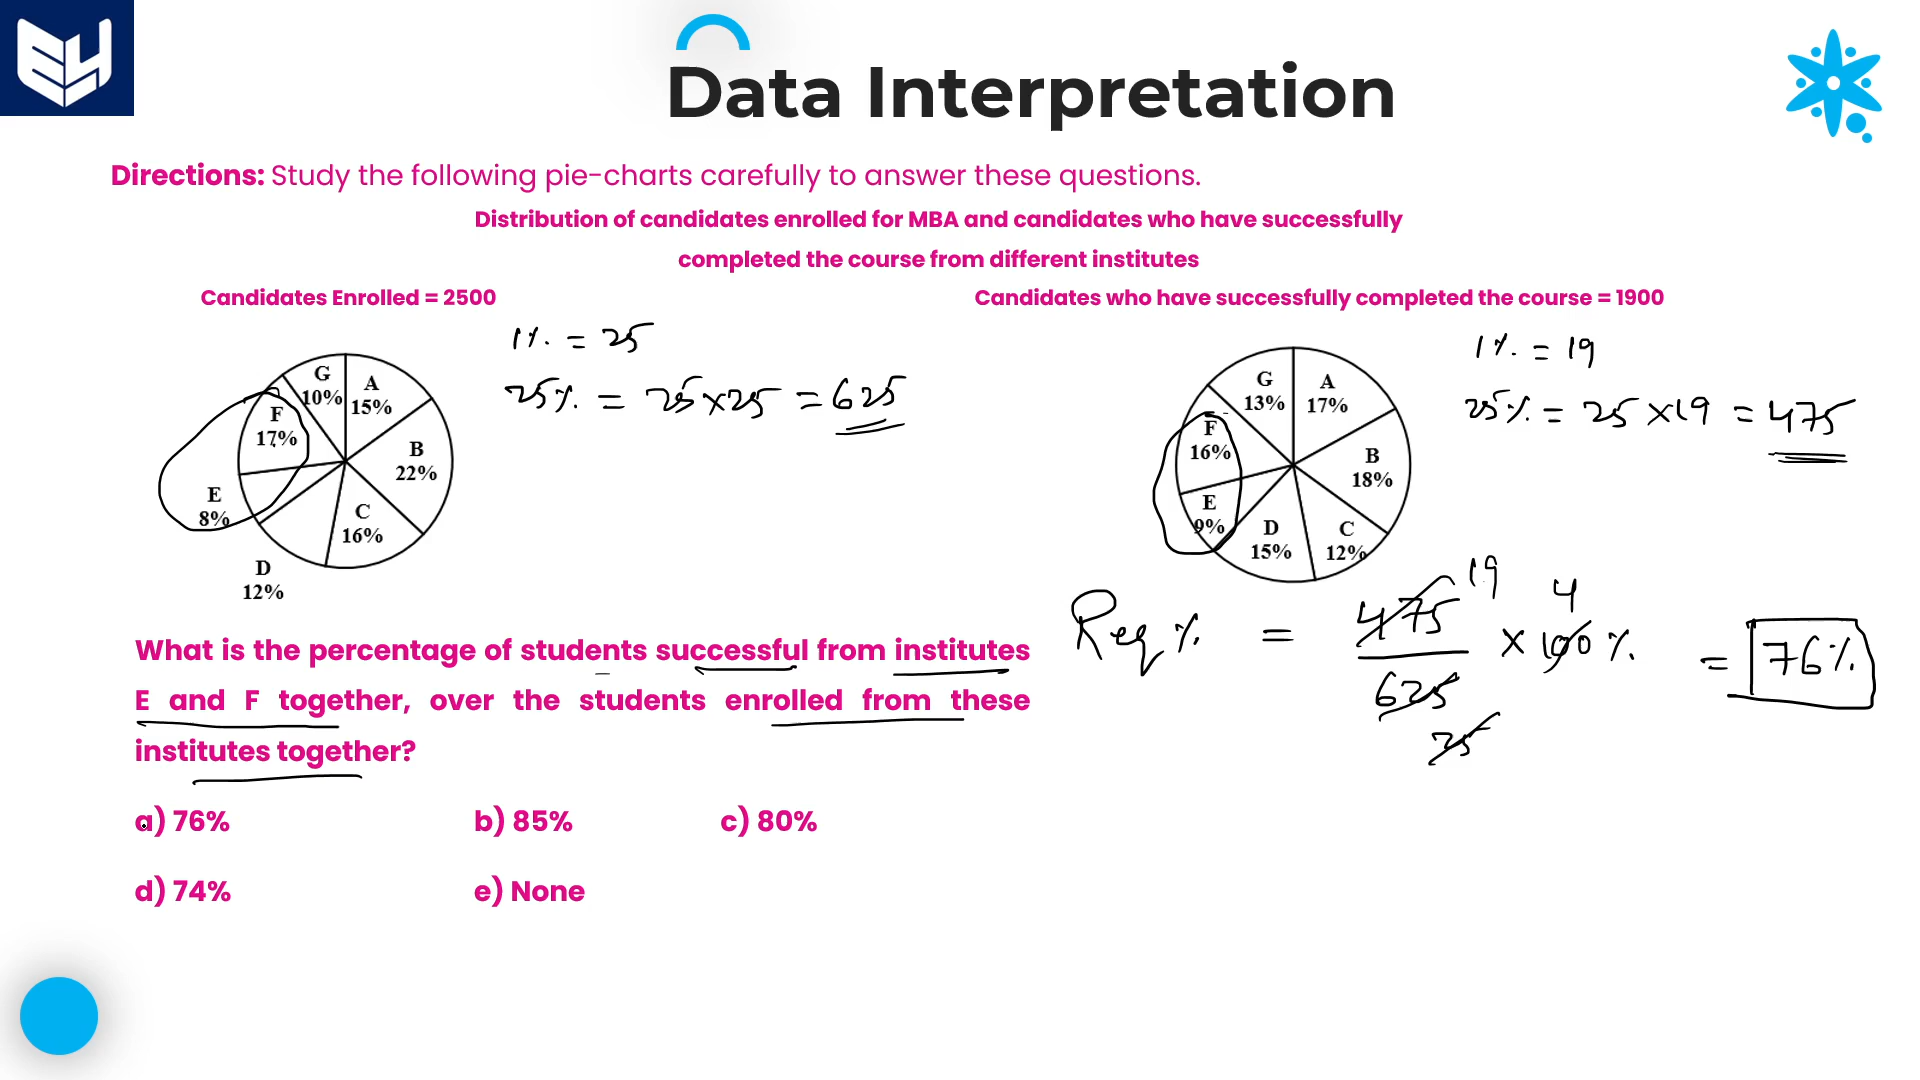 EY
Data Interpretation
Directions: Study the following pie-charts carefully to answer these questions.
Distribution of candidates enrolled for MBA and candidates who have successfully
completed the course from different institutes
Candidates Enrolled = 2500
G
10%
A
15%
B
22%
C
16%
D
12%
E
8%
F
17%
1% = 25
25% = 25 × 25 = 625
Candidates who have successfully completed the course = 1900
G
13%
A
17%
B
18%
C
12%
D
15%
E
9%
F
16%
1% = 19
25% = 25 × 19 = 475
What is the percentage of students successful from institutes
E and F together, over the students enrolled from these
institutes together?
19 4
Req % = 475 × 100 % = 76%
625
25
a) 76% b) 85% c) 80%
d) 74% e) None